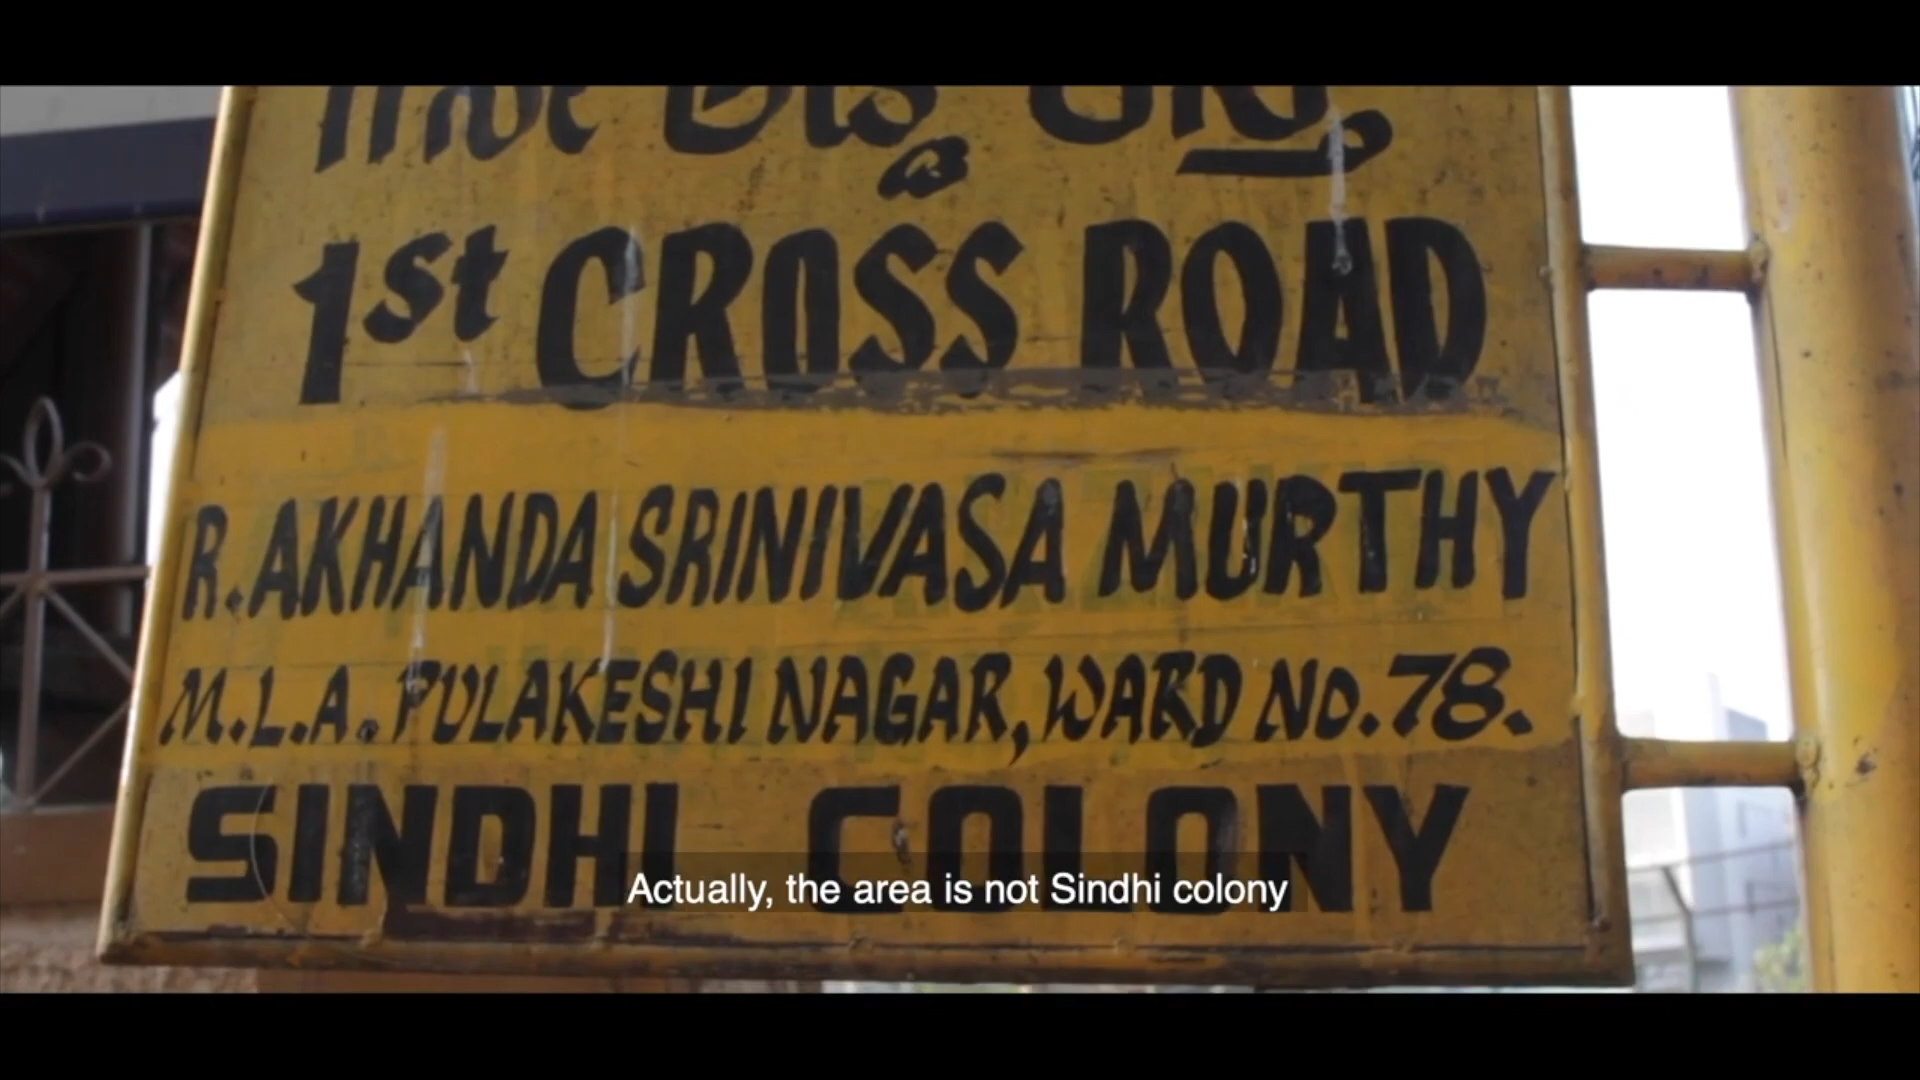 1st CROSS ROAD
R. AKHANDA SRINIVASA MURTHY
M.L.A. PULAKESHI NAGAR, WARD No. 78.
SINDHI COLONY
Actually, the area is not Sindhi colony